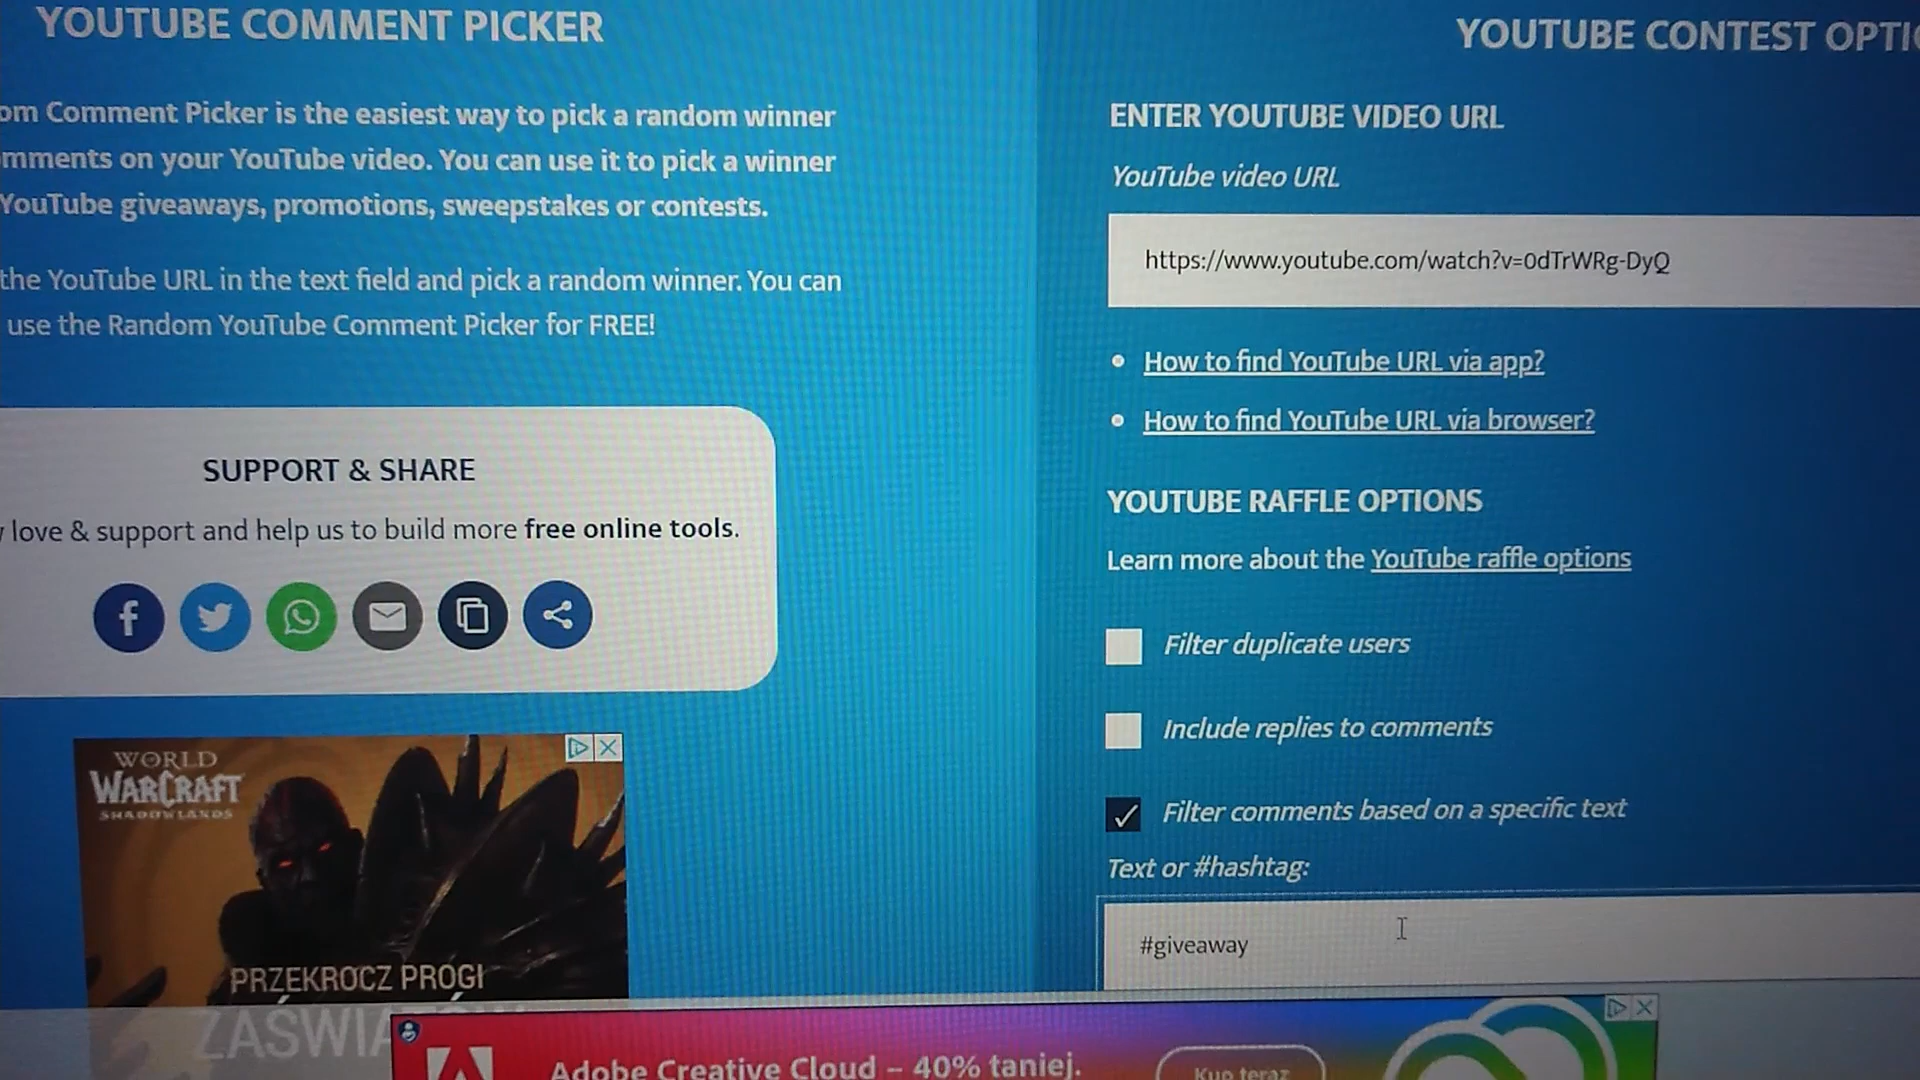 YOUTUBE COMMENT PICKER
om Comment Picker is the easiest way to pick a random winner
mments on your YouTube video. You can use it to pick a winner
YouTube giveaways, promotions, sweepstakes or contests.
the YouTube URL in the text field and pick a random winner. You can
use the Random YouTube Comment Picker for FREE!
SUPPORT & SHARE
love & support and help us to build more free online tools.
WORLD
WARCRAFT
SHADOWLANDS
PRZEKROCZ PROGI
ZAŚWIA
YOUTUBE CONTEST OPTIO
ENTER YOUTUBE VIDEO URL
YouTube video URL
https://www.youtube.com/watch?v=0dTrWRg-DyQ
How to find YouTube URL via app?
How to find YouTube URL via browser?
YOUTUBE RAFFLE OPTIONS
Learn more about the YouTube raffle options
Filter duplicate users
Include replies to comments
Filter comments based on a specific text
Text or #hashtag:
#giveaway
Adobe Creative Cloud – 40% taniej.
Kup teraz